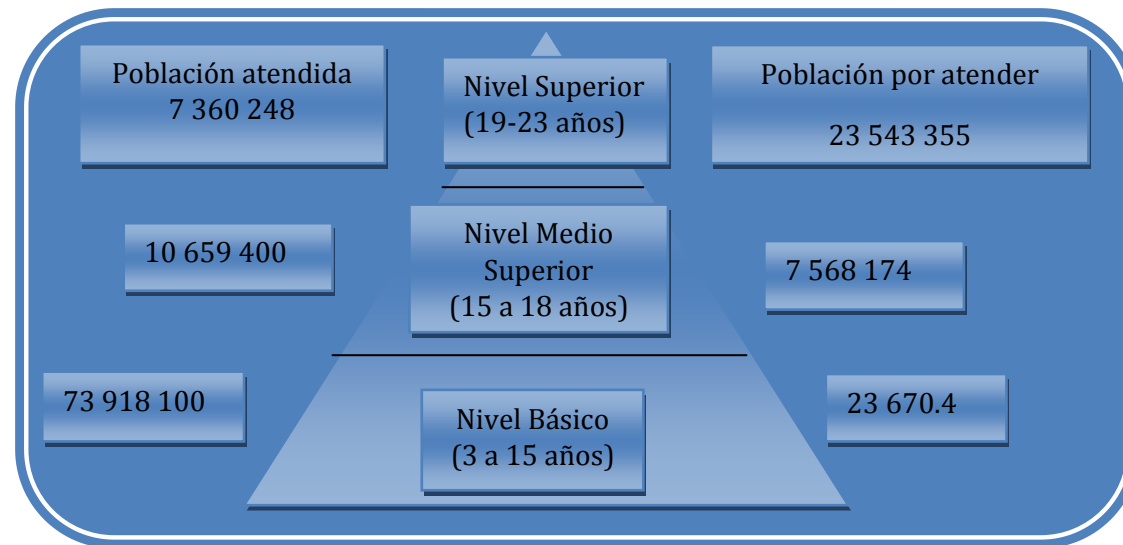 Población atendida
7 360 248
Nivel Superior
(19-23 años)
Población por atender
23 543 355
10 659 400
Nivel Medio
Superior
(15 a 18 años)
7 568 174
73 918 100
Nivel Básico
(3 a 15 años)
23 670.4